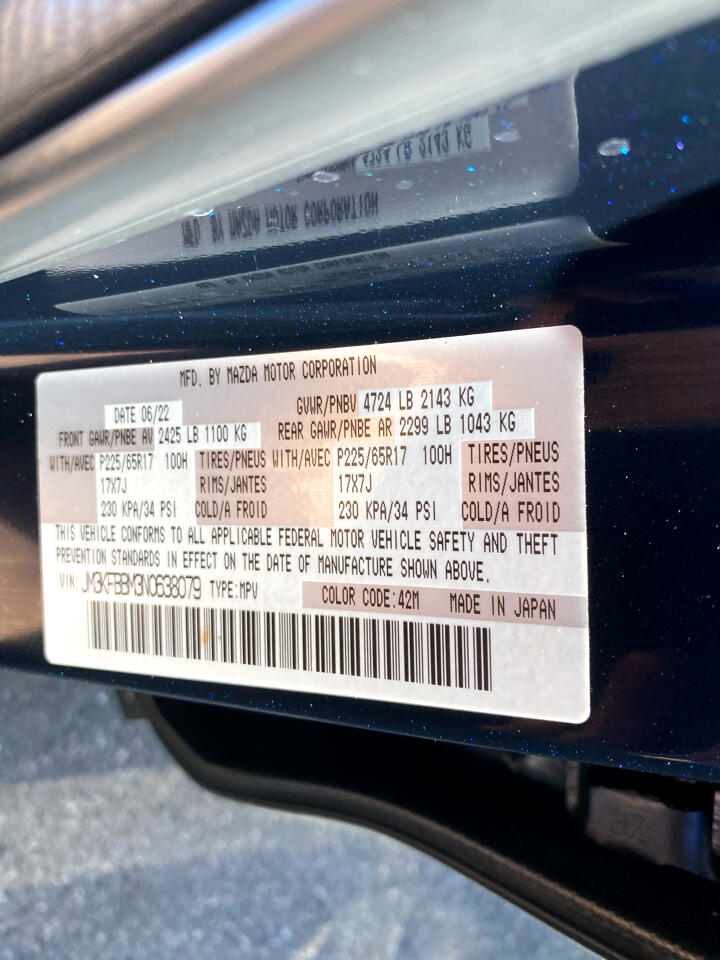 MFD. BY MAZDA MOTOR CORPORATION
DATE 06/22 GVWR/PNBV 4724 LB 2143 KG
FRONT GAWR/PNBE AV 2425 LB 1100 KG REAR GAWR/PNBE AR 2299 LB 1043 KG
WITH/AVEC P225/65R17 100H TIRES/PNEUS WITH/AVEC P225/65R17 100H TIRES/PNEUS
17X7J RIMS/JANTES 17X7J RIMS/JANTES
230 KPA/34 PSI COLD/A FROID 230 KPA/34 PSI COLD/A FROID
THIS VEHICLE CONFORMS TO ALL APPLICABLE FEDERAL MOTOR VEHICLE SAFETY AND THEFT
PREVENTION STANDARDS IN EFFECT ON THE DATE OF MANUFACTURE SHOWN ABOVE.
VIN: JM3KFBBM3N0638079 TYPE:MPV COLOR CODE:42M MADE IN JAPAN